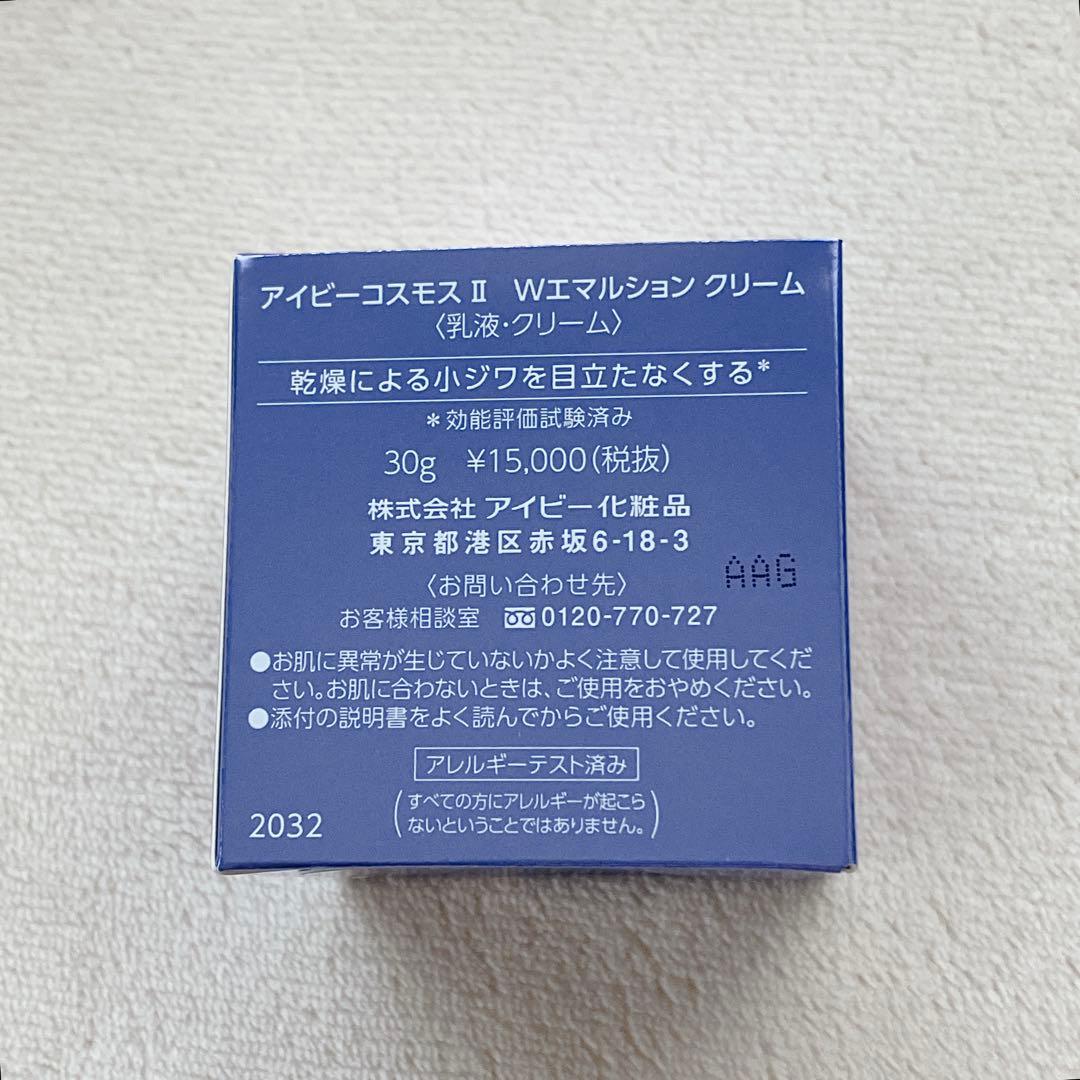 アイビーコスモスⅡ Wエマルション クリーム
〈乳液・クリーム〉
乾燥による小ジワを目立たなくする*
*効能評価試験済み
30g ¥15,000(税抜)
株式会社 アイビー化粧品
東京都港区赤坂6-18-3
AAG
〈お問い合わせ先〉
お客様相談室 0120-770-727
●お肌に異常が生じていないかよく注意して使用してくだ
さい。お肌に合わないときは、ご使用をおやめください。
●添付の説明書をよく読んでからご使用ください。
アレルギーテスト済み
(すべての方にアレルギーが起こら
ないということではありません。)
2032